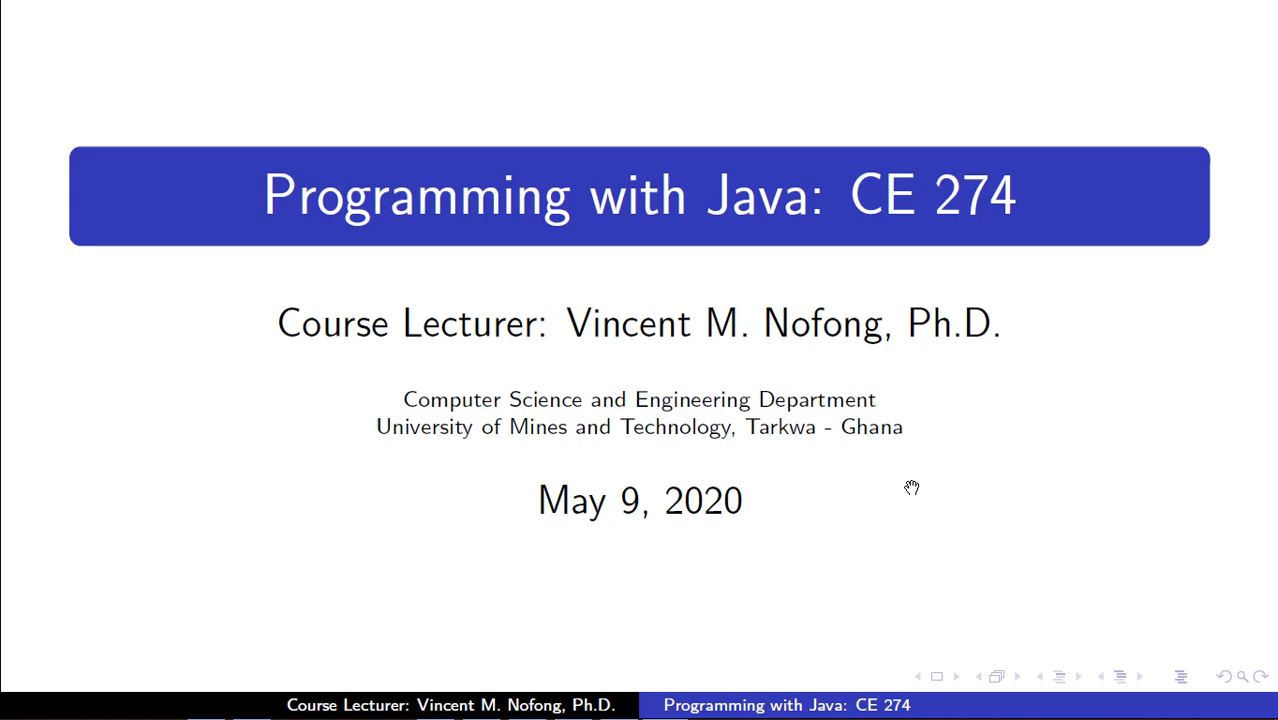 Programming with Java: CE 274
Course Lecturer: Vincent M. Nofong, Ph.D.
Computer Science and Engineering Department
University of Mines and Technology, Tarkwa - Ghana
May 9, 2020
Course Lecturer: Vincent M. Nofong, Ph.D.
Programming with Java: CE 274